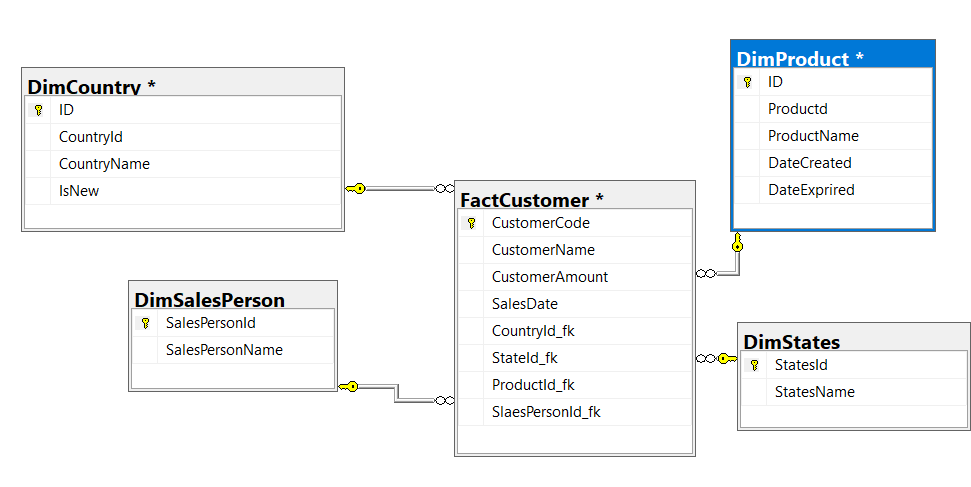 DimCountry *
ID
CountryId
CountryName
IsNew
DimProduct *
ID
Productd
ProductName
DateCreated
DateExprired
FactCustomer *
CustomerCode
CustomerName
CustomerAmount
SalesDate
CountryId_fk
StateId_fk
ProductId_fk
SlaesPersonId_fk
DimSalesPerson
SalesPersonId
SalesPersonName
DimStates
StatesId
StatesName